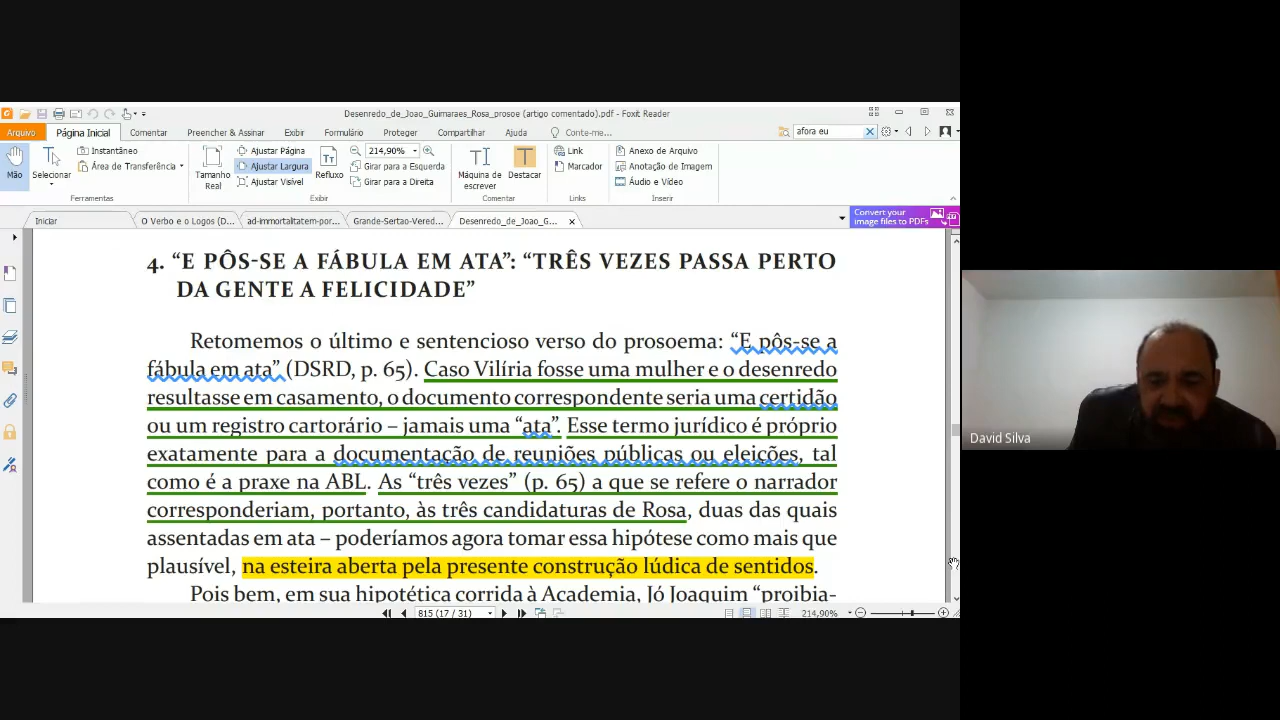 Desenredo_de_Joao_Guimaraes_Rosa_prosoe (artigo comentado).pdf - Foxit Reader
Arquivo Página Inicial Comentar Preencher & Assinar Exibir Formulário Proteger Compartilhar Ajuda Conte-me... afora eu
Mão
Selecionar
Instantâneo
Área de Transferência
Ferramentas
Tamanho Real
Ajustar Página
Ajustar Largura
Ajustar Visível
Refluxo
214,90%
Girar para a Esquerda
Girar para a Direita
Exibir
Máquina de escrever
Destacar
Comentar
Link
Marcador
Links
Anexo de Arquivo
Anotação de Imagem
Áudio e Vídeo
Inserir
Iniciar O Verbo e o Logos (D... ad-immortalitatem-por... Grande-Sertao-Vered... Desenredo_de_Joao_G...
Convert your
image files to PDFs
4. “E PÔS-SE A FÁBULA EM ATA”: “TRÊS VEZES PASSA PERTO
DA GENTE A FELICIDADE”
Retomemos o último e sentencioso verso do prosoema: “E pôs-se a
fábula em ata” (DSRD, p. 65). Caso Vilíria fosse uma mulher e o desenredo
resultasse em casamento, o documento correspondente seria uma certidão
ou um registro cartorário – jamais uma “ata”. Esse termo jurídico é próprio
exatamente para a documentação de reuniões públicas ou eleições, tal
como é a praxe na ABL. As “três vezes” (p. 65) a que se refere o narrador
corresponderiam, portanto, às três candidaturas de Rosa, duas das quais
assentadas em ata – poderíamos agora tomar essa hipótese como mais que
plausível, na esteira aberta pela presente construção lúdica de sentidos.
Pois bem, em sua hipotética corrida à Academia, Jó Joaquim “proibia-
815 (17 / 31)
214,90%
David Silva